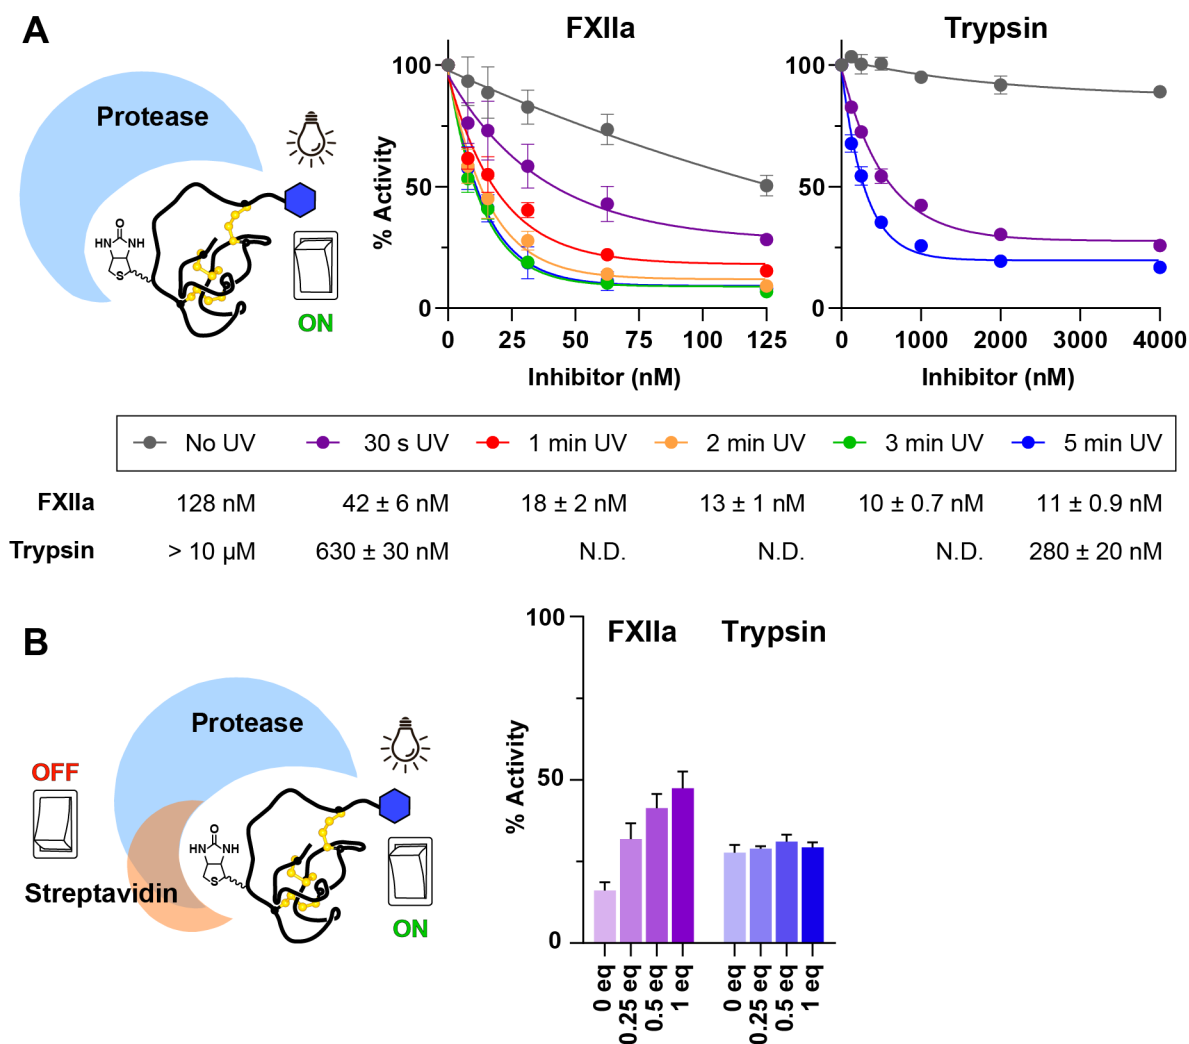 A
FXIIa
Trypsin
Protease
O
HN
NH
S
ON
% Activity
100
50
0
0
25
50
75
100
125
Inhibitor (nM)
100
50
0
0
1000
2000
3000
4000
Inhibitor (nM)
No UV
30 s UV
1 min UV
2 min UV
3 min UV
5 min UV
FXIIa 128 nM 42 ± 6 nM 18 ± 2 nM 13 ± 1 nM 10 ± 0.7 nM 11 ± 0.9 nM
Trypsin > 10 µM 630 ± 30 nM N.D. N.D. N.D. 280 ± 20 nM
B
Protease
OFF
Streptavidin
O
HN
NH
S
ON
% Activity
100
50
0
FXIIa
Trypsin
0 eq
0.25 eq
0.5 eq
1 eq
0 eq
0.25 eq
0.5 eq
1 eq